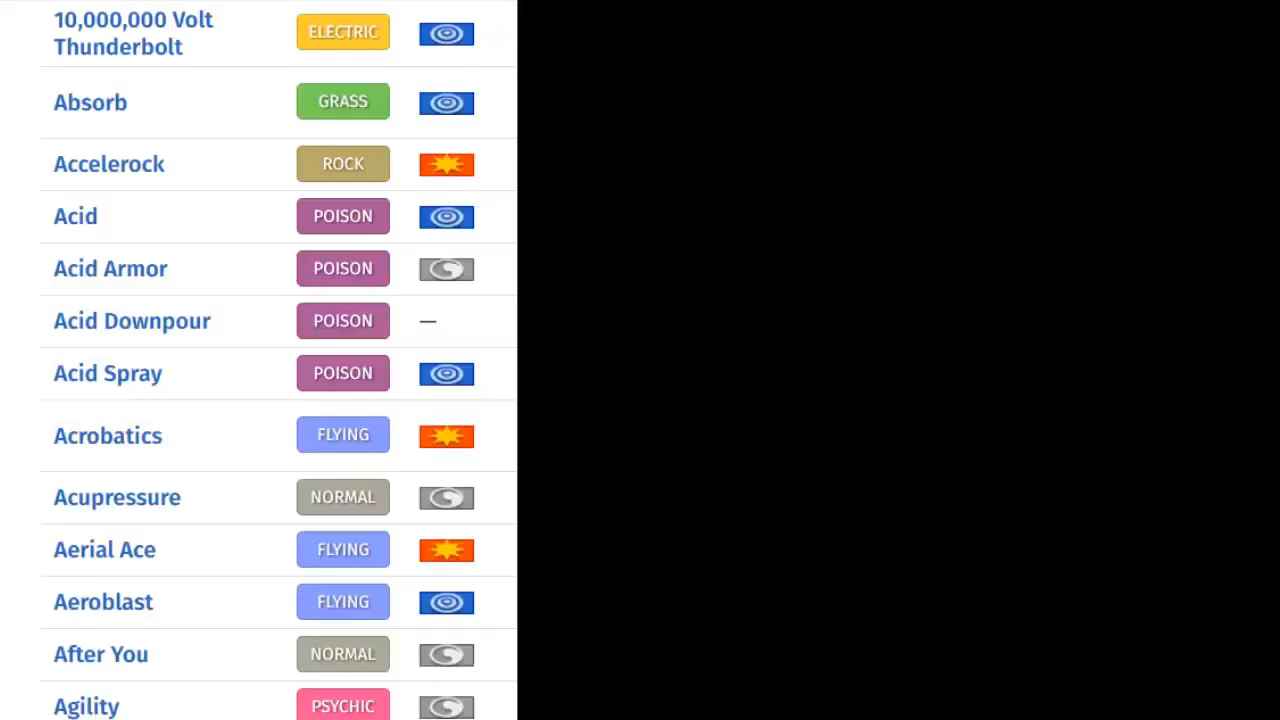 10,000,000 Volt
Thunderbolt
ELECTRIC
Absorb
GRASS
Accelerock
ROCK
Acid
POISON
Acid Armor
POISON
Acid Downpour
POISON
—
Acid Spray
POISON
Acrobatics
FLYING
Acupressure
NORMAL
Aerial Ace
FLYING
Aeroblast
FLYING
After You
NORMAL
Agility
PSYCHIC